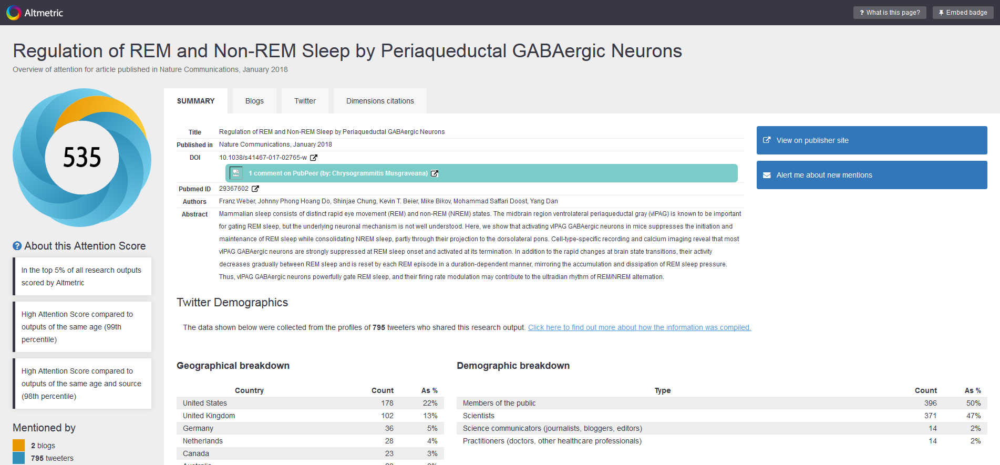 Altmetric
? What is this page?
Embed badge
Regulation of REM and Non-REM Sleep by Periaqueductal GABAergic Neurons
Overview of attention for article published in Nature Communications, January 2018
535
SUMMARY
Blogs
Twitter
Dimensions citations
Title Regulation of REM and Non-REM Sleep by Periaqueductal GABAergic Neurons
Published in Nature Communications, January 2018
DOI 10.1038/s41467-017-02765-w
1 comment on PubPeer (by: Chrysogrammitis Musgraveana)
Pubmed ID 29367602
Authors Franz Weber, Johnny Phong Hoang Do, Shinjae Chung, Kevin T. Beier, Mike Bikov, Mohammad Saffari Doost, Yang Dan
Abstract Mammalian sleep consists of distinct rapid eye movement (REM) and non-REM (NREM) states. The midbrain region ventrolateral periaqueductal gray (vlPAG) is known to be important
for gating REM sleep, but the underlying neuronal mechanism is not well understood. Here, we show that activating vlPAG GABAergic neurons in mice suppresses the initiation and
maintenance of REM sleep while consolidating NREM sleep, partly through their projection to the dorsolateral pons. Cell-type-specific recording and calcium imaging reveal that most
vlPAG GABAergic neurons are strongly suppressed at REM sleep onset and activated at its termination. In addition to the rapid changes at brain state transitions, their activity
decreases gradually between REM sleep and is reset by each REM episode in a duration-dependent manner, mirroring the accumulation and dissipation of REM sleep pressure.
Thus, vlPAG GABAergic neurons powerfully gate REM sleep, and their firing rate modulation may contribute to the ultradian rhythm of REM/NREM alternation.
View on publisher site
Alert me about new mentions
? About this Attention Score
In the top 5% of all research outputs
scored by Altmetric
High Attention Score compared to
outputs of the same age (99th
percentile)
High Attention Score compared to
outputs of the same age and source
(98th percentile)
Mentioned by
2 blogs
795 tweeters
Twitter Demographics
The data shown below were collected from the profiles of 795 tweeters who shared this research output. Click here to find out more about how the information was compiled.
Geographical breakdown
Country Count As %
United States 178 22%
United Kingdom 102 13%
Germany 36 5%
Netherlands 28 4%
Canada 23 3%
Demographic breakdown
Type Count As %
Members of the public 396 50%
Scientists 371 47%
Science communicators (journalists, bloggers, editors) 14 2%
Practitioners (doctors, other healthcare professionals) 14 2%